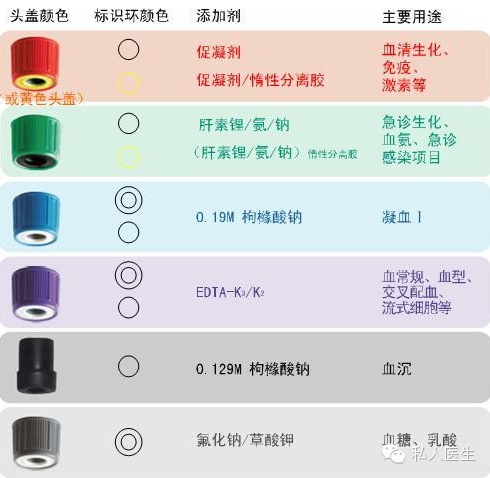 头盖颜色 标识环颜色 添加剂 主要用途
促凝剂
促凝剂/惰性分离胶
血清生化、
免疫、
激素等
(或黄色头盖)
肝素锂/氨/钠
(肝素锂/氨/钠)惰性分离胶
急诊生化、
血氨、急诊
感染项目
0.19M 枸橼酸钠
凝血Ⅰ
EDTA-K3/K2
血常规、血型、
交叉配血、
流式细胞等
0.129M 枸橼酸钠
血沉
氟化钠/草酸钾
血糖、乳酸
私人医生